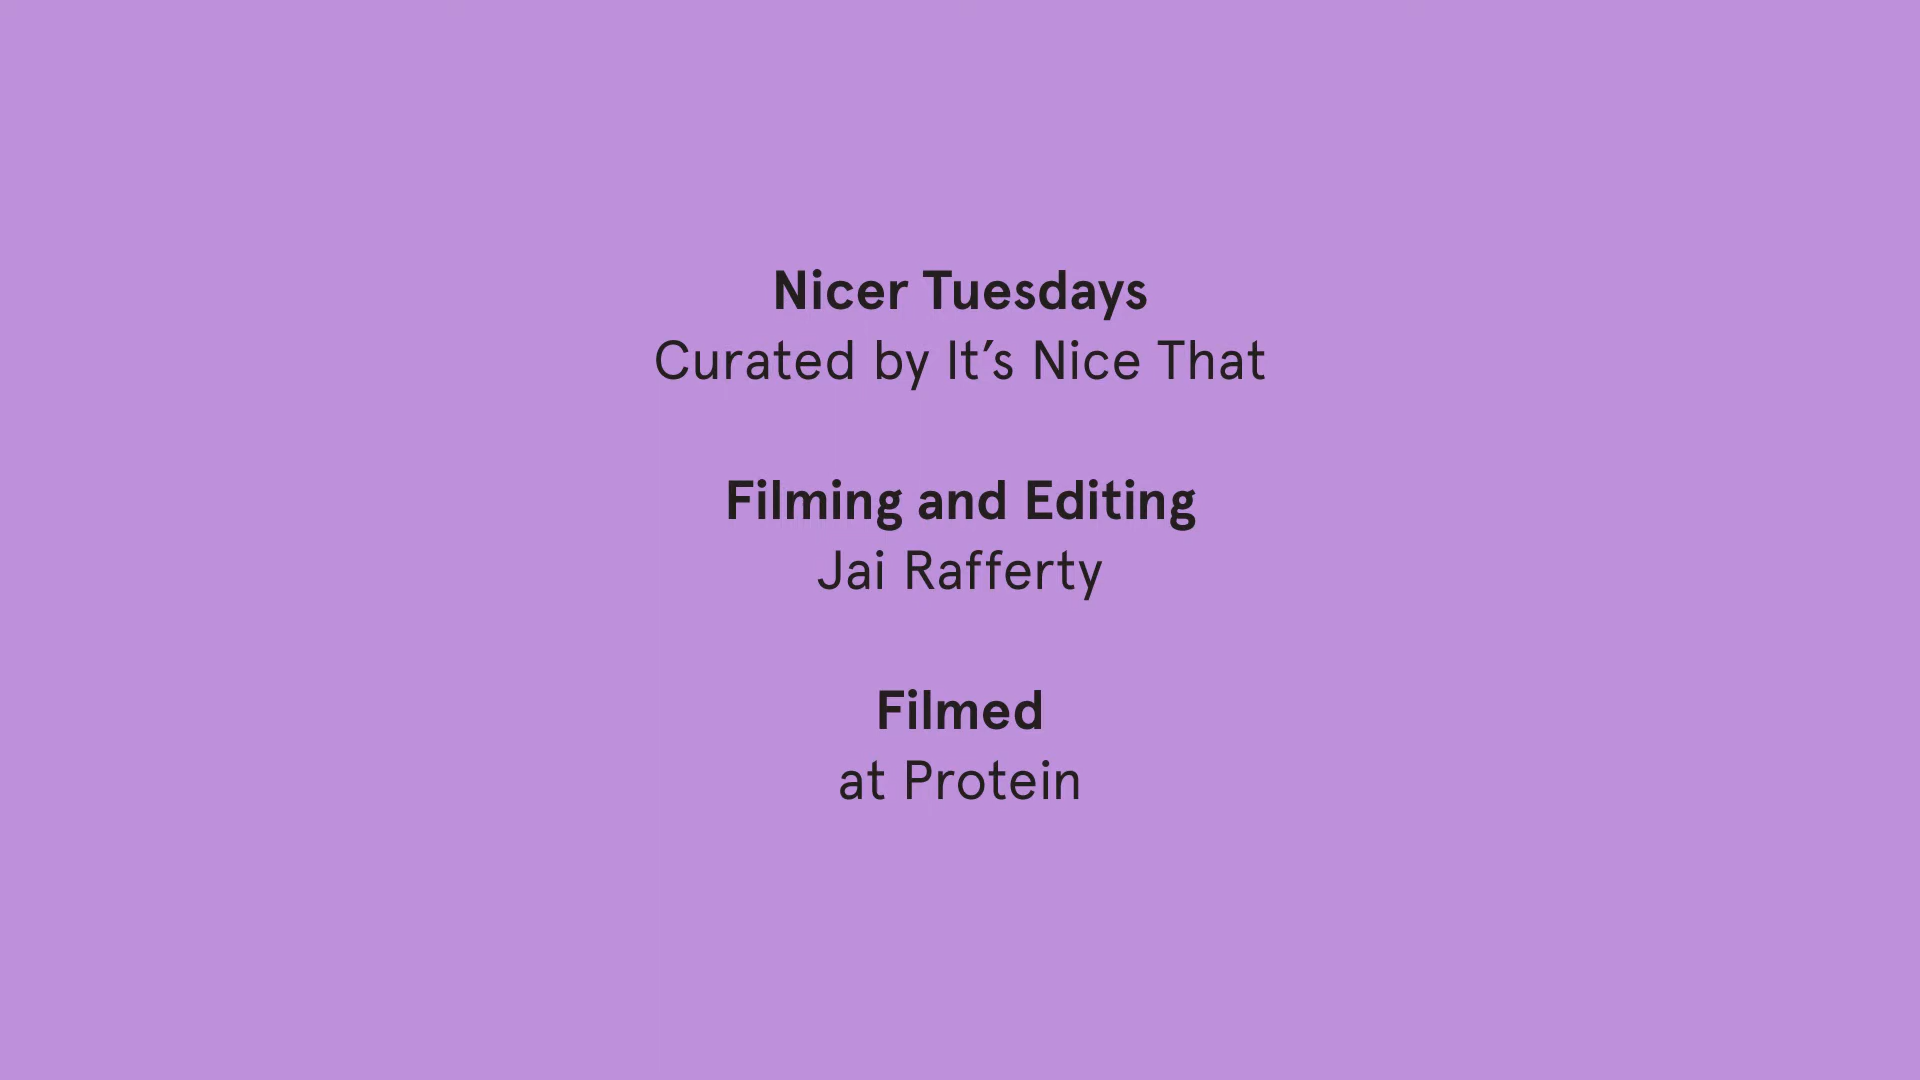 Nicer Tuesdays
Curated by It’s Nice That
Filming and Editing
Jai Rafferty
Filmed
at Protein